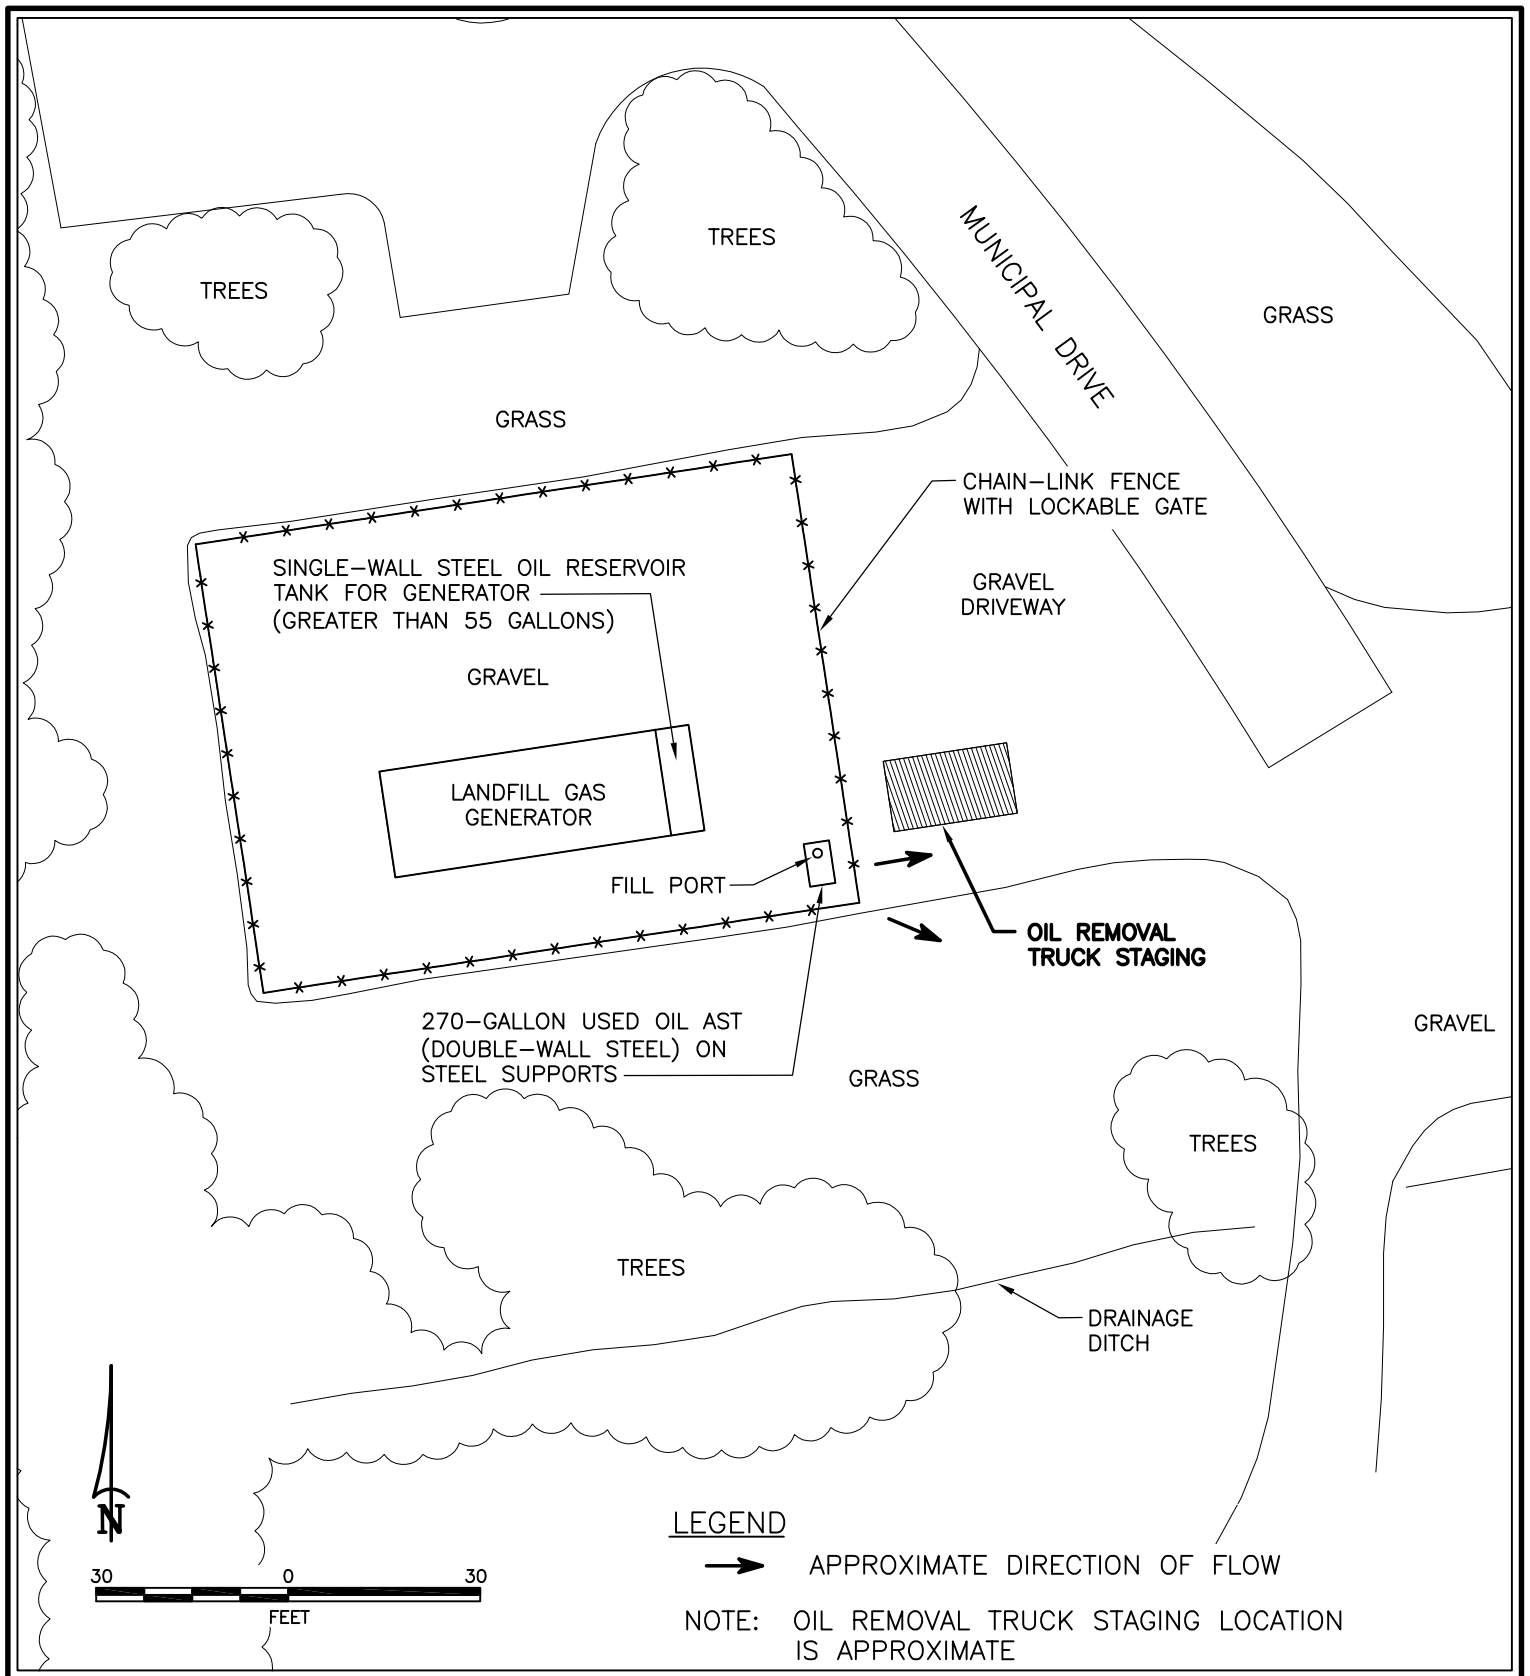 TREES
TREES
MUNICIPAL DRIVE
GRASS
GRASS
CHAIN-LINK FENCE
WITH LOCKABLE GATE
SINGLE-WALL STEEL OIL RESERVOIR
TANK FOR GENERATOR
(GREATER THAN 55 GALLONS)
GRAVEL
DRIVEWAY
GRAVEL
LANDFILL GAS
GENERATOR
FILL PORT
OIL REMOVAL
TRUCK STAGING
270-GALLON USED OIL AST
(DOUBLE-WALL STEEL) ON
STEEL SUPPORTS
GRAVEL
GRASS
TREES
TREES
DRAINAGE
DITCH
N
30 0 30
FEET
LEGEND
APPROXIMATE DIRECTION OF FLOW
NOTE: OIL REMOVAL TRUCK STAGING LOCATION
IS APPROXIMATE